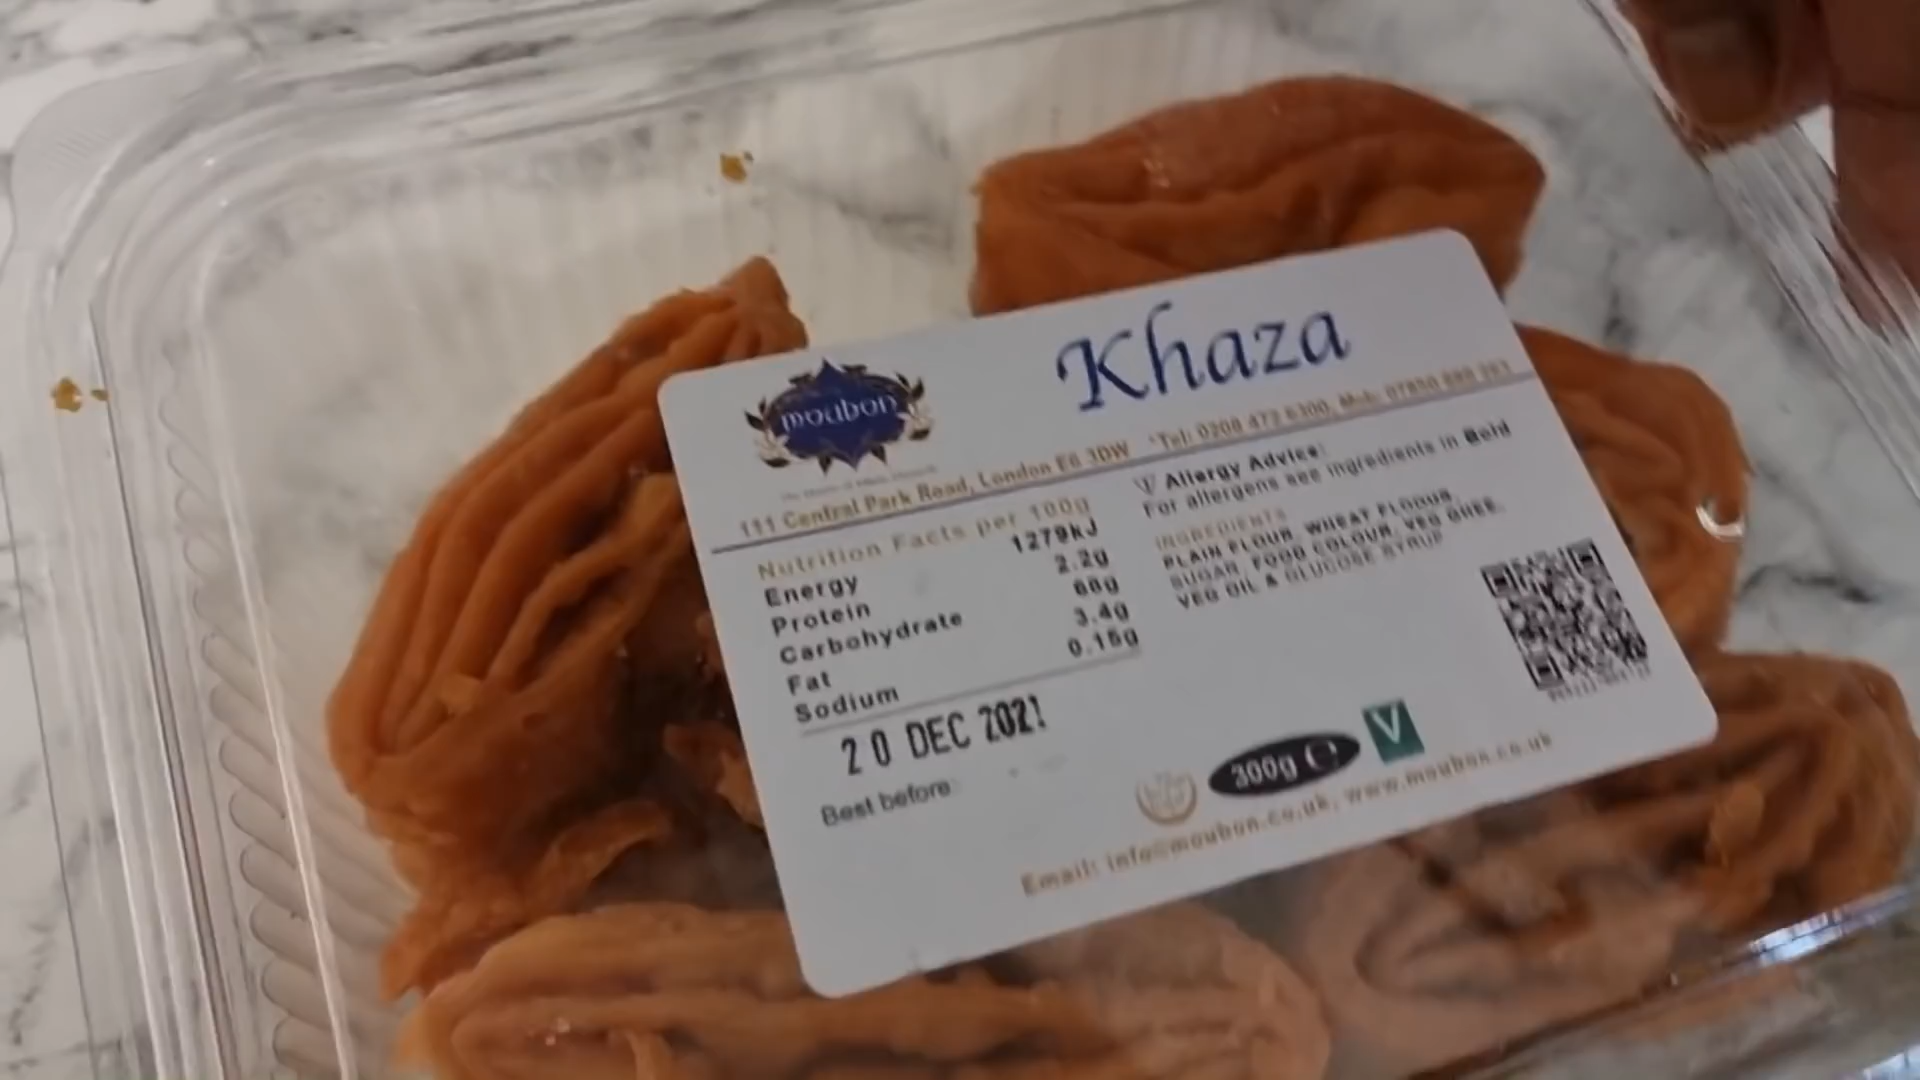 Khaza
moubon
111 Central Park Road, London E6 3DW Tel: 0208 472 6300, Mob:
Nutrition Facts per 100g
Energy 1279kJ
Protein 2.2g
Carbohydrate 68g
Fat 3.4g
Sodium 0.15g
Allergy Advice:
For allergens see ingredients in Bold
INGREDIENTS
PLAIN FLOUR, WHEAT FLOUR,
SUGAR, FOOD COLOUR, VEG GHEE,
VEG OIL & GLUCOSE SYRUP
20 DEC 2021
Best before:
300g e
V
Email: info@moubon.co.uk, www.moubon.co.uk